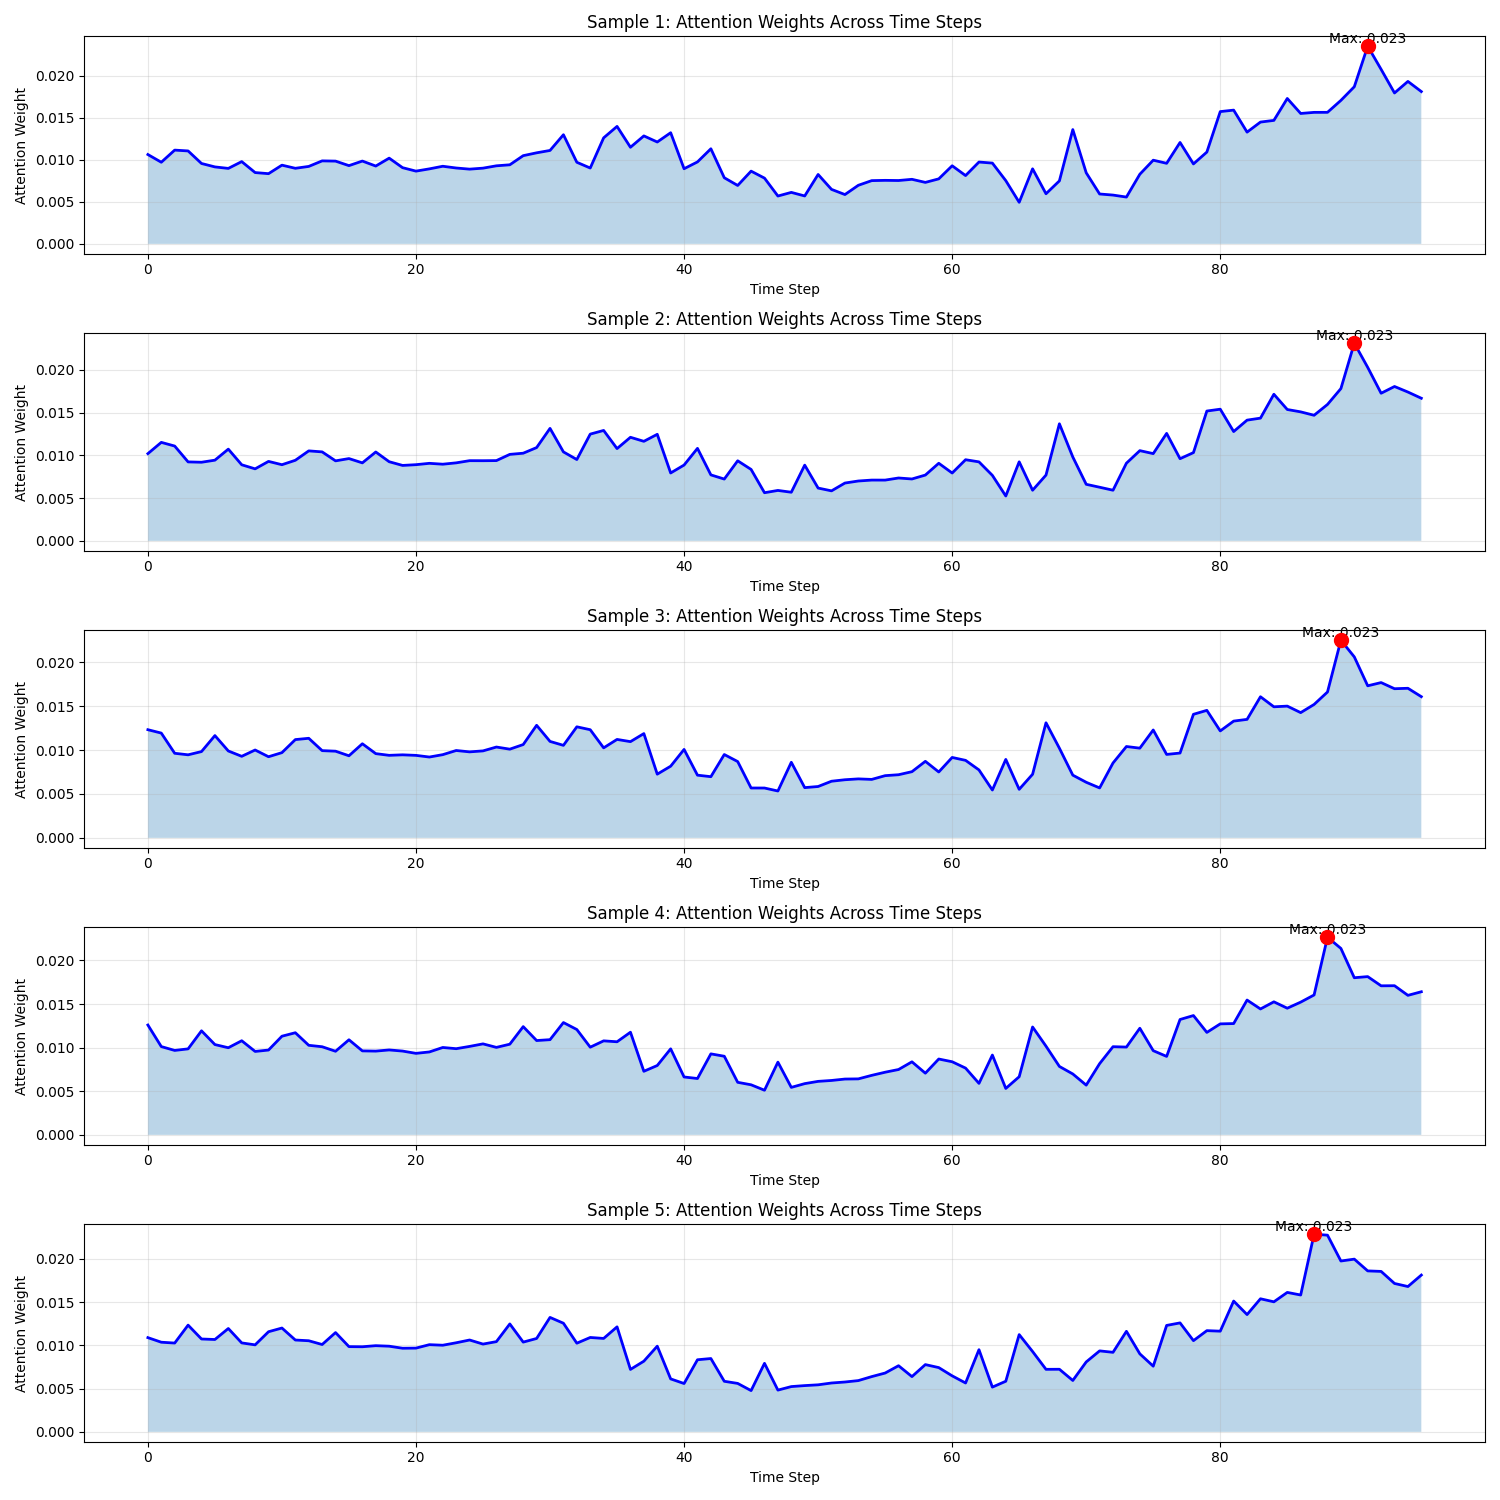 Sample 1: Attention Weights Across Time Steps
Max: 0.023
Attention Weight
0.020
0.015
0.010
0.005
0.000
0 20 40 60 80
Time Step
Sample 2: Attention Weights Across Time Steps
Max: 0.023
Attention Weight
0.020
0.015
0.010
0.005
0.000
0 20 40 60 80
Time Step
Sample 3: Attention Weights Across Time Steps
Max: 0.023
Attention Weight
0.020
0.015
0.010
0.005
0.000
0 20 40 60 80
Time Step
Sample 4: Attention Weights Across Time Steps
Max: 0.023
Attention Weight
0.020
0.015
0.010
0.005
0.000
0 20 40 60 80
Time Step
Sample 5: Attention Weights Across Time Steps
Max: 0.023
Attention Weight
0.020
0.015
0.010
0.005
0.000
0 20 40 60 80
Time Step